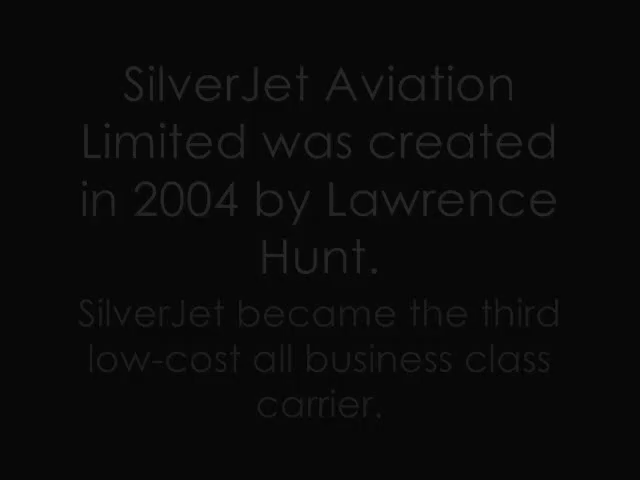 SilverJet Aviation
Limited was created
in 2004 by Lawrence
Hunt.
SilverJet became the third
low-cost all business class
carrier.